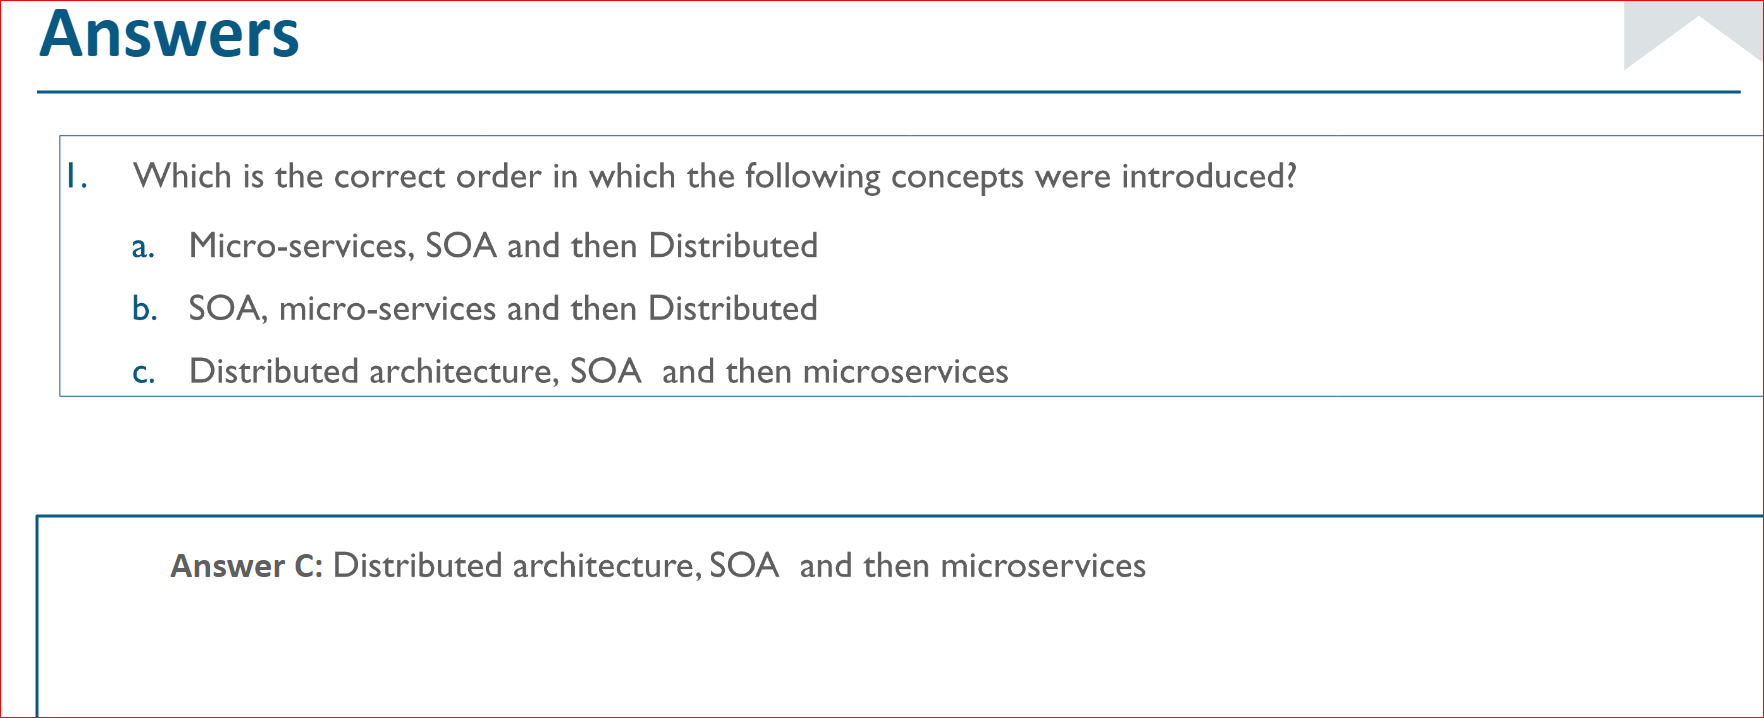 Answers
1. Which is the correct order in which the following concepts were introduced?
a. Micro-services, SOA and then Distributed
b. SOA, micro-services and then Distributed
c. Distributed architecture, SOA and then microservices
Answer C: Distributed architecture, SOA and then microservices